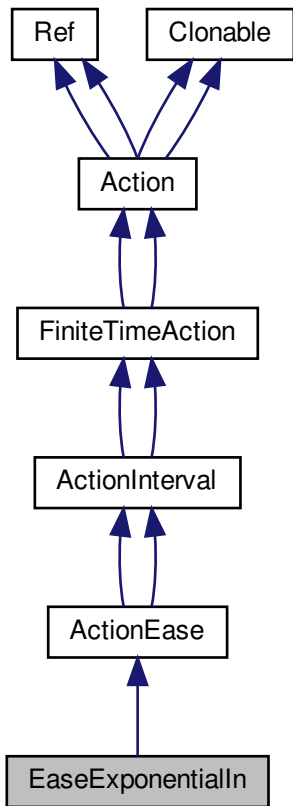 Ref
Clonable
Action
FiniteTimeAction
ActionInterval
ActionEase
EaseExponentialIn